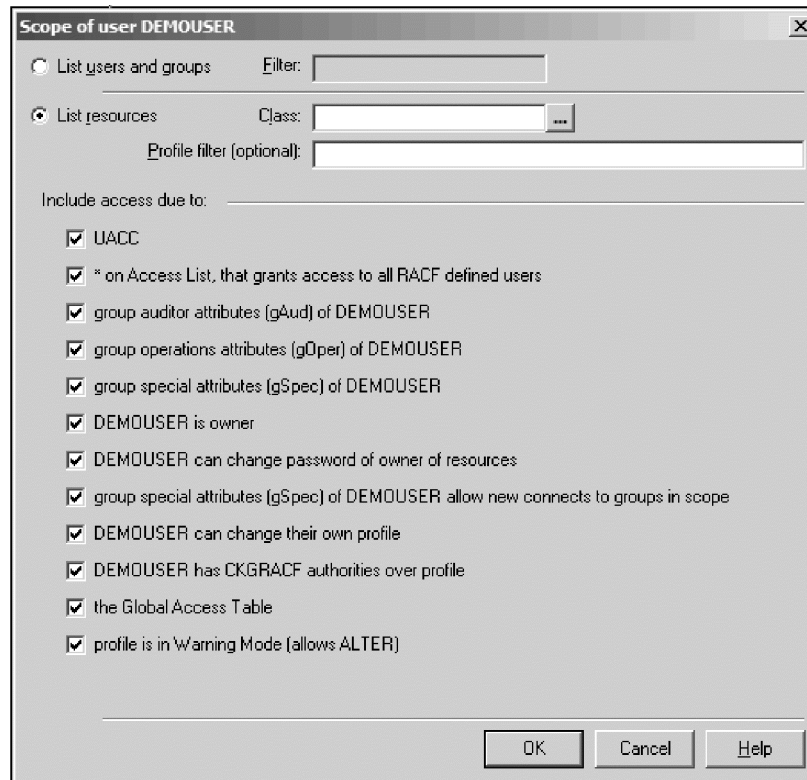 Scope of user DEMOUSER
List users and groups Filter:
List resources Class: ...
Profile filter (optional):
Include access due to:
UACC
* on Access List, that grants access to all RACF defined users
group auditor attributes (gAud) of DEMOUSER
group operations attributes (gOper) of DEMOUSER
group special attributes (gSpec) of DEMOUSER
DEMOUSER is owner
DEMOUSER can change password of owner of resources
group special attributes (gSpec) of DEMOUSER allow new connects to groups in scope
DEMOUSER can change their own profile
DEMOUSER has CKGRACF authorities over profile
the Global Access Table
profile is in Warning Mode (allows ALTER)
OK Cancel Help